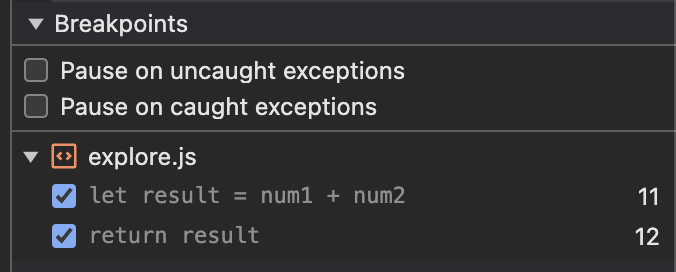 Breakpoints
Pause on uncaught exceptions
Pause on caught exceptions
explore.js
let result = num1 + num2 11
return result 12